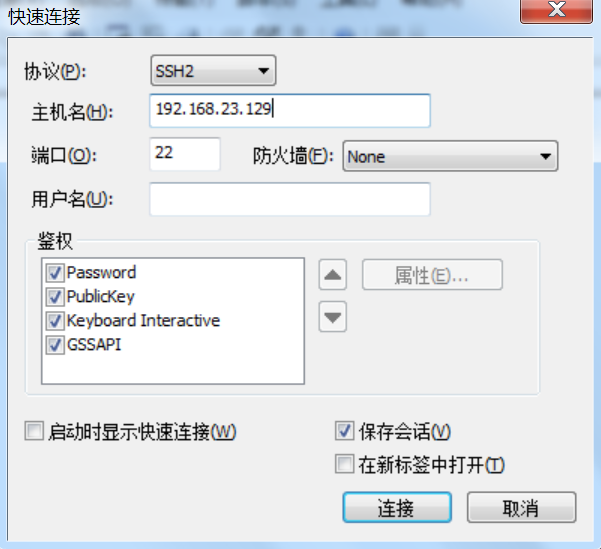 快速连接
协议(P): SSH2
主机名(H): 192.168.23.129
端口(O): 22 防火墙(F): None
用户名(U):
鉴权
Password
PublicKey
Keyboard Interactive
GSSAPI
属性(E)...
启动时显示快速连接(W) 保存会话(V)
在新标签中打开(T)
连接 取消